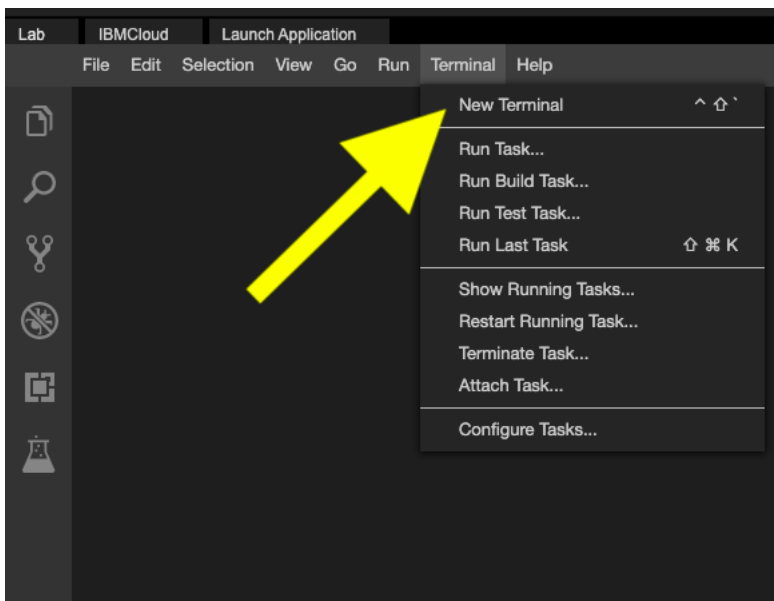 Lab IBMCloud Launch Application
File Edit Selection View Go Run Terminal Help
New Terminal ^ ⇧ `
Run Task...
Run Build Task...
Run Test Task...
Run Last Task ⇧ ⌘ K
Show Running Tasks...
Restart Running Task...
Terminate Task...
Attach Task...
Configure Tasks...